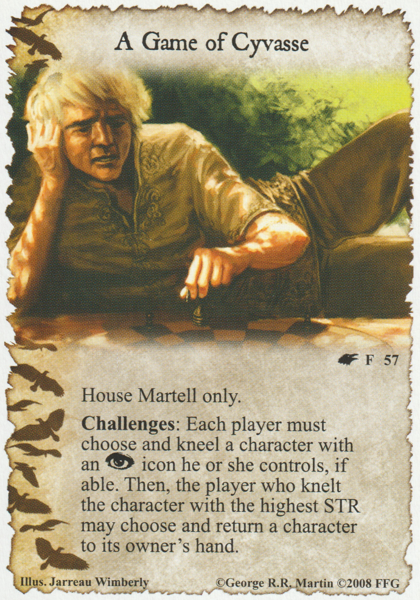 A Game of Cyvasse
F 57
House Martell only.
Challenges: Each player must
choose and kneel a character with
an icon he or she controls, if
able. Then, the player who knelt
the character with the highest STR
may choose and return a character
to its owner's hand.
Illus. Jarreau Wimberly ©George R.R. Martin ©2008 FFG